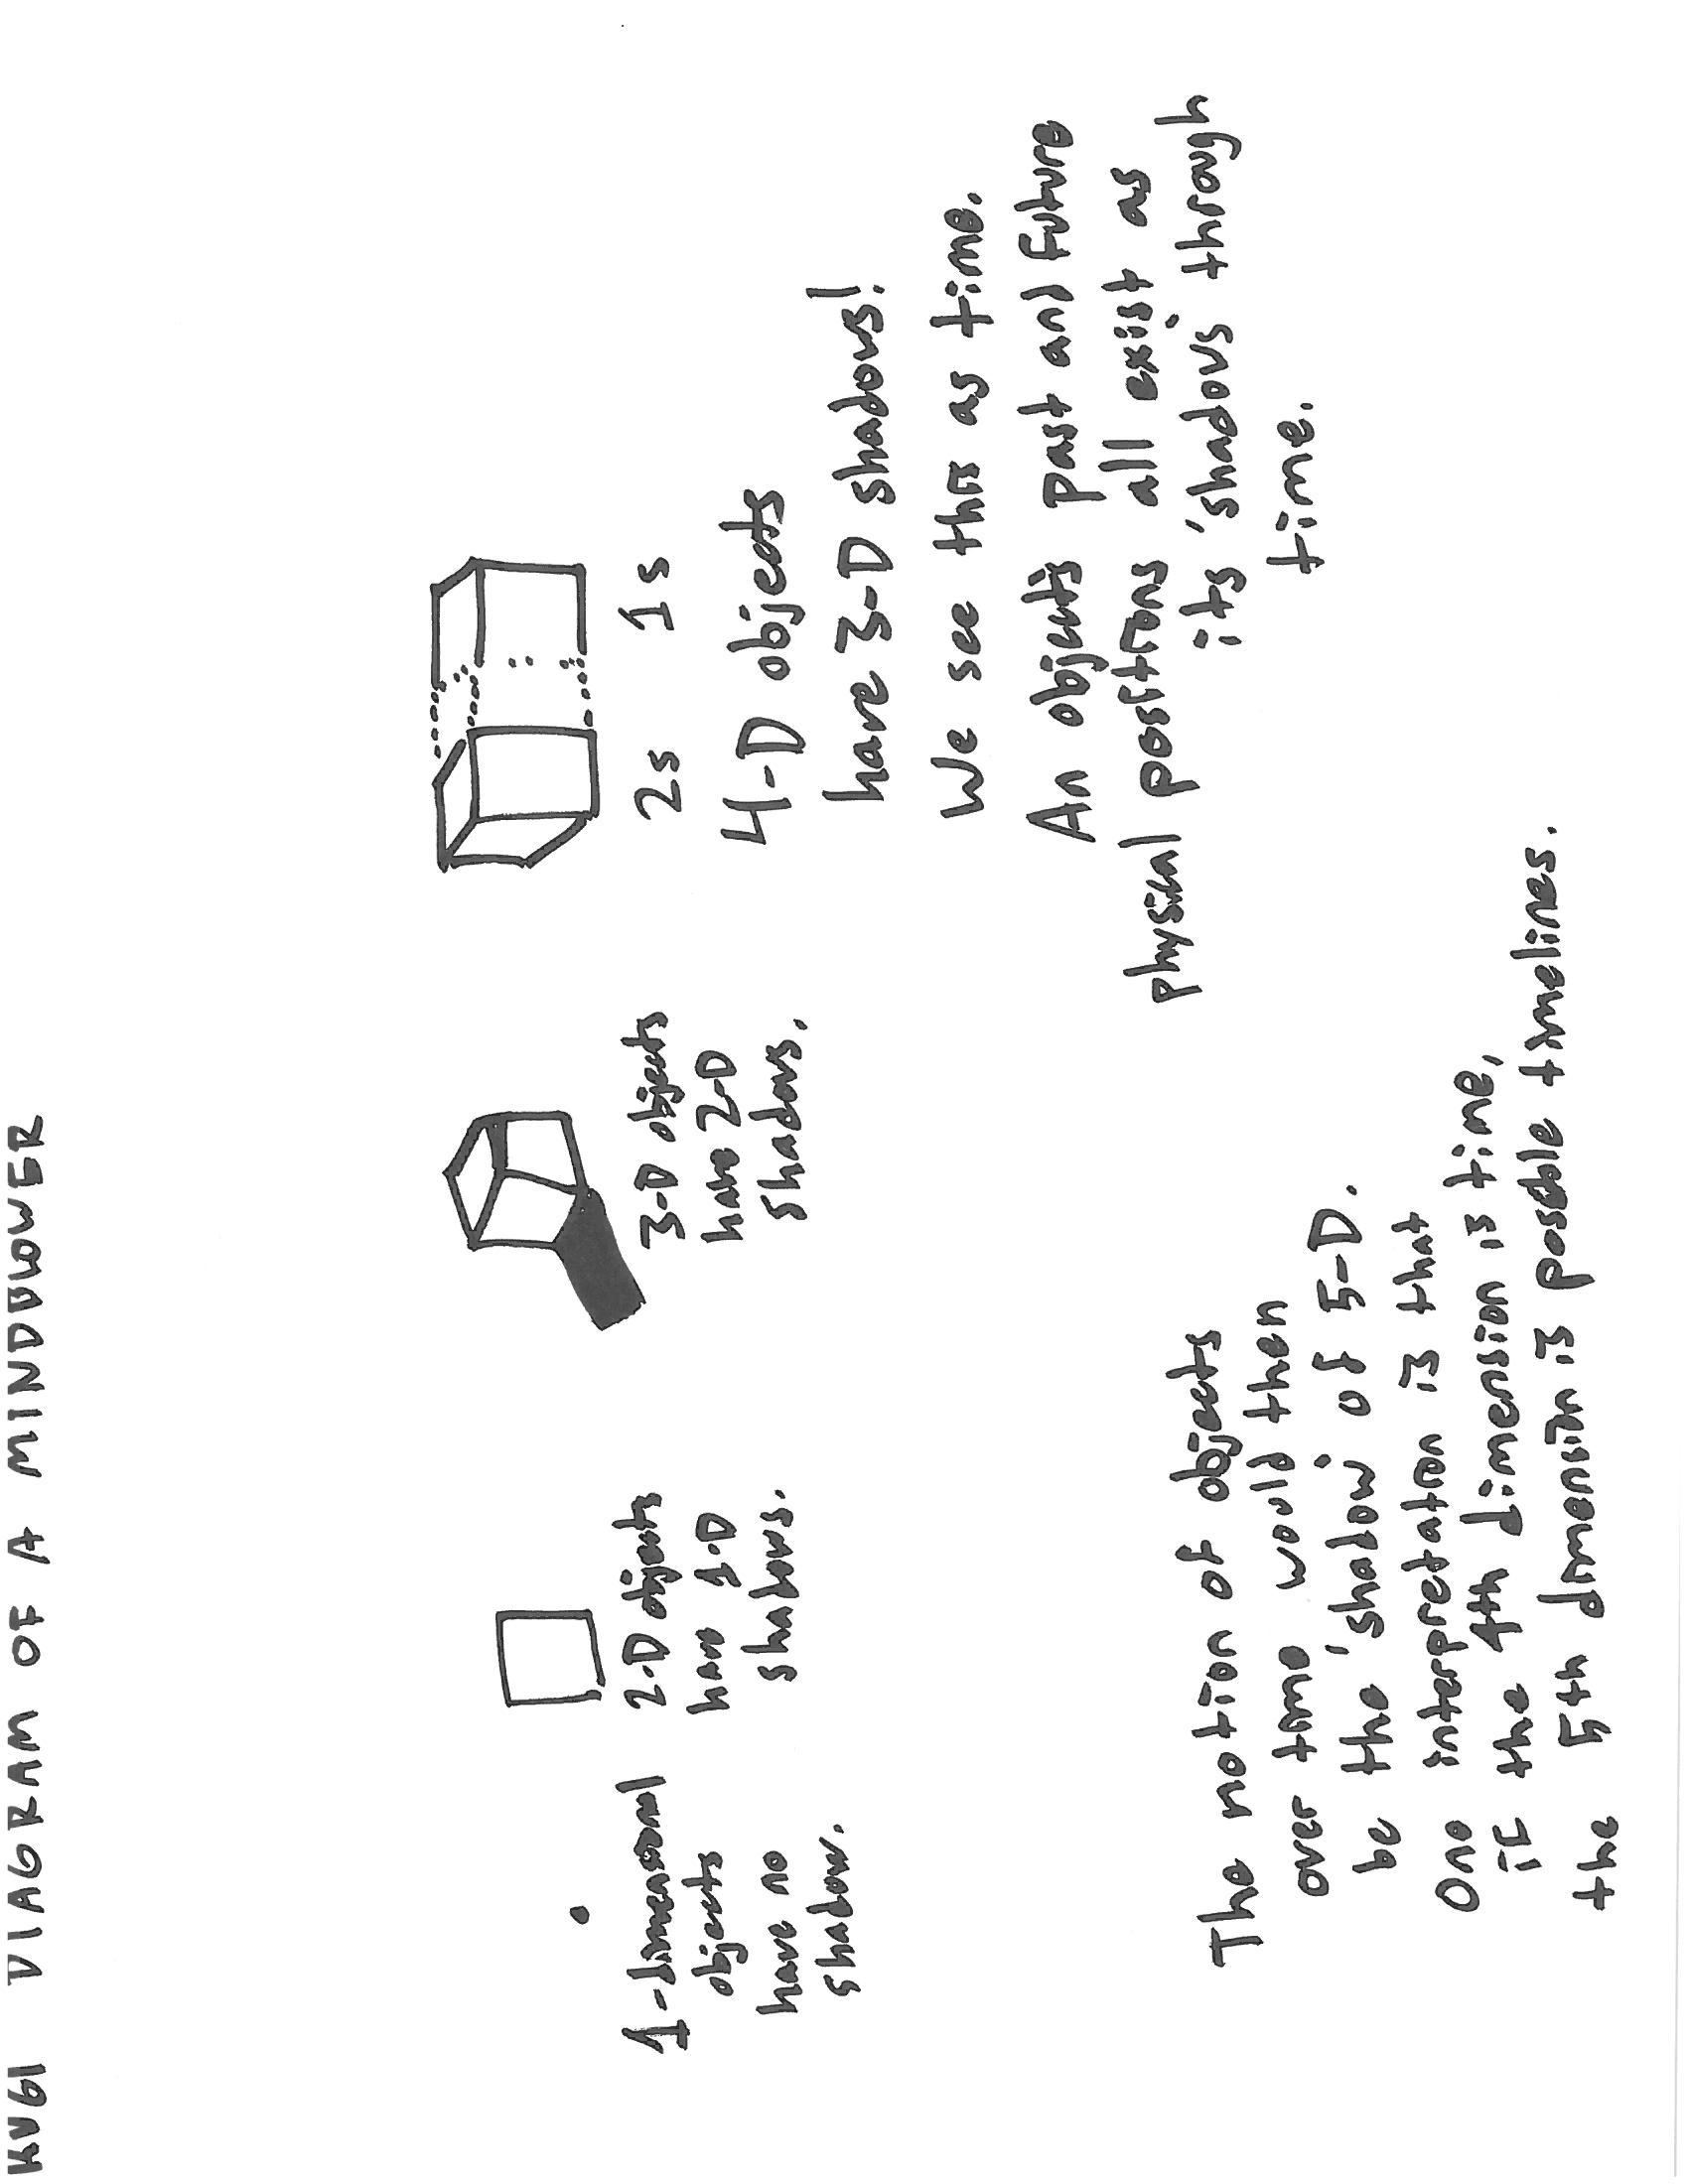 DIAGRAM OF A MINDBLOWER
1-dimensional
objects
have no
shadow.
2-D objects
have 1-D
shadows.
3-D objects
have 2-D
shadows.
2s 1s
4-D objects
have 3-D shadows!
We see this as time.
An objects past and future
physical positions all exist as
its 'shadows' through
time.
The notion of objects
over time would then
be the 'shadow' of 5-D.
One interpretation is that
if the 4th dimension is time,
the 5th dimension is possible timelines.